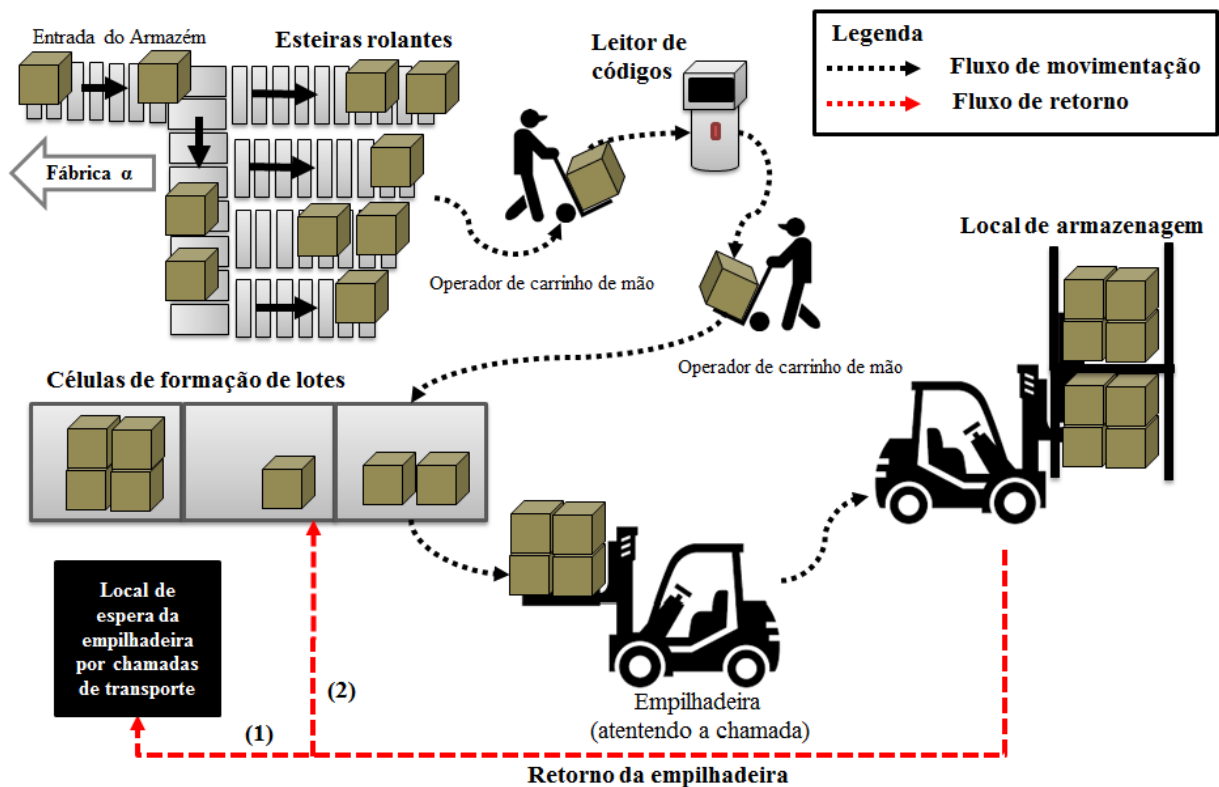 Entrada do Armazém
Esteiras rolantes
Leitor de
códigos
Legenda
Fluxo de movimentação
Fluxo de retorno
Fábrica α
Operador de carrinho de mão
Local de armazenagem
Operador de carrinho de mão
Células de formação de lotes
Local de
espera da
empilhadeira
por chamadas
de transporte
(1)
(2)
Empilhadeira
(atentendo a chamada)
Retorno da empilhadeira